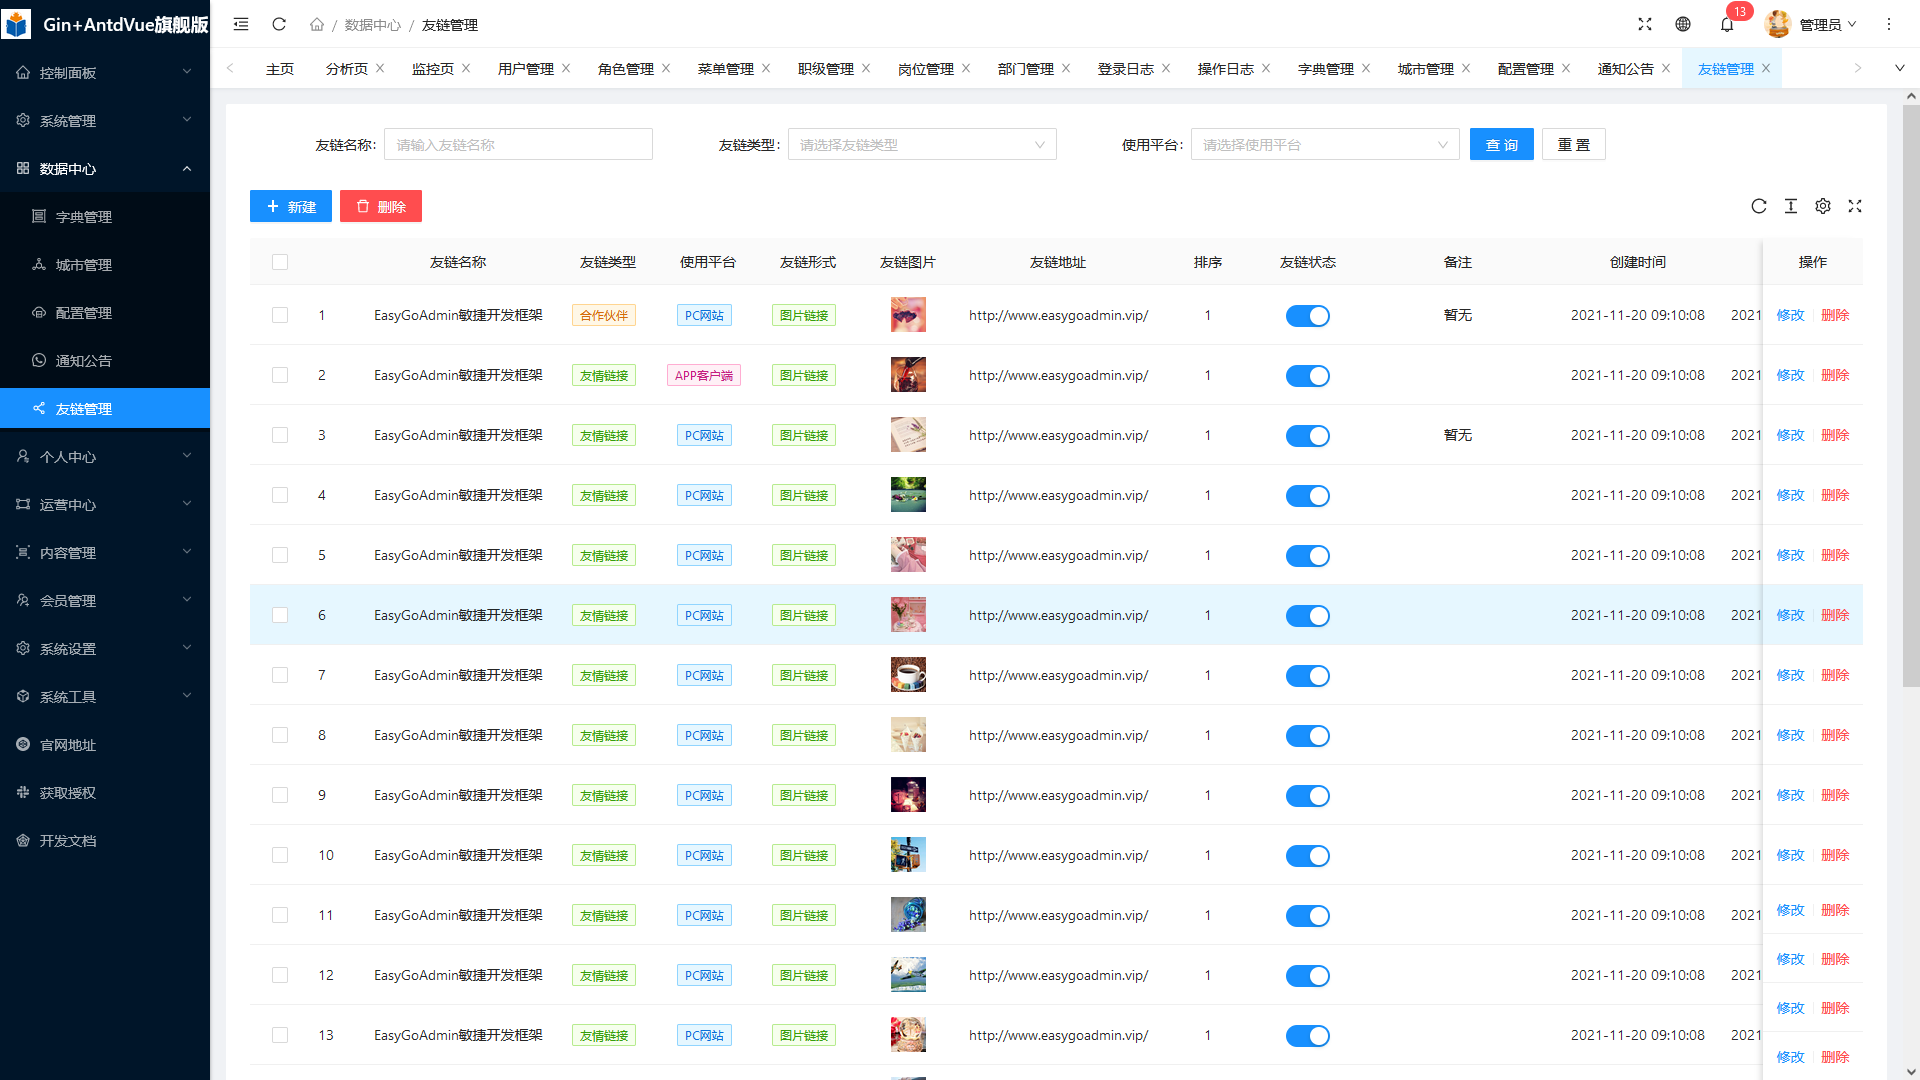 Gin+AntdVue旗舰版
控制面板
系统管理
数据中心
字典管理
城市管理
配置管理
通知公告
友链管理
个人中心
运营中心
内容管理
会员管理
系统设置
系统工具
官网地址
获取授权
开发文档
/ 数据中心 / 友链管理
13
管理员
主页 分析页 监控页 用户管理 角色管理 菜单管理 职级管理 岗位管理 部门管理 登录日志 操作日志 字典管理 城市管理 配置管理 通知公告 友链管理
友链名称: 请输入友链名称 友链类型: 请选择友链类型 使用平台: 请选择使用平台 查 询 重 置
新建 删除
友链名称 友链类型 使用平台 友链形式 友链图片 友链地址 排序 友链状态 备注 创建时间 操作
1 EasyGoAdmin敏捷开发框架 合作伙伴 PC网站 图片链接 http://www.easygoadmin.vip/ 1 暂无 2021-11-20 09:10:08 2021 修改 删除
2 EasyGoAdmin敏捷开发框架 友情链接 APP客户端 图片链接 http://www.easygoadmin.vip/ 1 2021-11-20 09:10:08 2021 修改 删除
3 EasyGoAdmin敏捷开发框架 友情链接 PC网站 图片链接 http://www.easygoadmin.vip/ 1 暂无 2021-11-20 09:10:08 2021 修改 删除
4 EasyGoAdmin敏捷开发框架 友情链接 PC网站 图片链接 http://www.easygoadmin.vip/ 1 2021-11-20 09:10:08 2021 修改 删除
5 EasyGoAdmin敏捷开发框架 友情链接 PC网站 图片链接 http://www.easygoadmin.vip/ 1 2021-11-20 09:10:08 2021 修改 删除
6 EasyGoAdmin敏捷开发框架 友情链接 PC网站 图片链接 http://www.easygoadmin.vip/ 1 2021-11-20 09:10:08 2021 修改 删除
7 EasyGoAdmin敏捷开发框架 友情链接 PC网站 图片链接 http://www.easygoadmin.vip/ 1 2021-11-20 09:10:08 2021 修改 删除
8 EasyGoAdmin敏捷开发框架 友情链接 PC网站 图片链接 http://www.easygoadmin.vip/ 1 2021-11-20 09:10:08 2021 修改 删除
9 EasyGoAdmin敏捷开发框架 友情链接 PC网站 图片链接 http://www.easygoadmin.vip/ 1 2021-11-20 09:10:08 2021 修改 删除
10 EasyGoAdmin敏捷开发框架 友情链接 PC网站 图片链接 http://www.easygoadmin.vip/ 1 2021-11-20 09:10:08 2021 修改 删除
11 EasyGoAdmin敏捷开发框架 友情链接 PC网站 图片链接 http://www.easygoadmin.vip/ 1 2021-11-20 09:10:08 2021 修改 删除
12 EasyGoAdmin敏捷开发框架 友情链接 PC网站 图片链接 http://www.easygoadmin.vip/ 1 2021-11-20 09:10:08 2021 修改 删除
修改 删除
13 EasyGoAdmin敏捷开发框架 友情链接 PC网站 图片链接 http://www.easygoadmin.vip/ 1 2021-11-20 09:10:08 2021
修改 删除